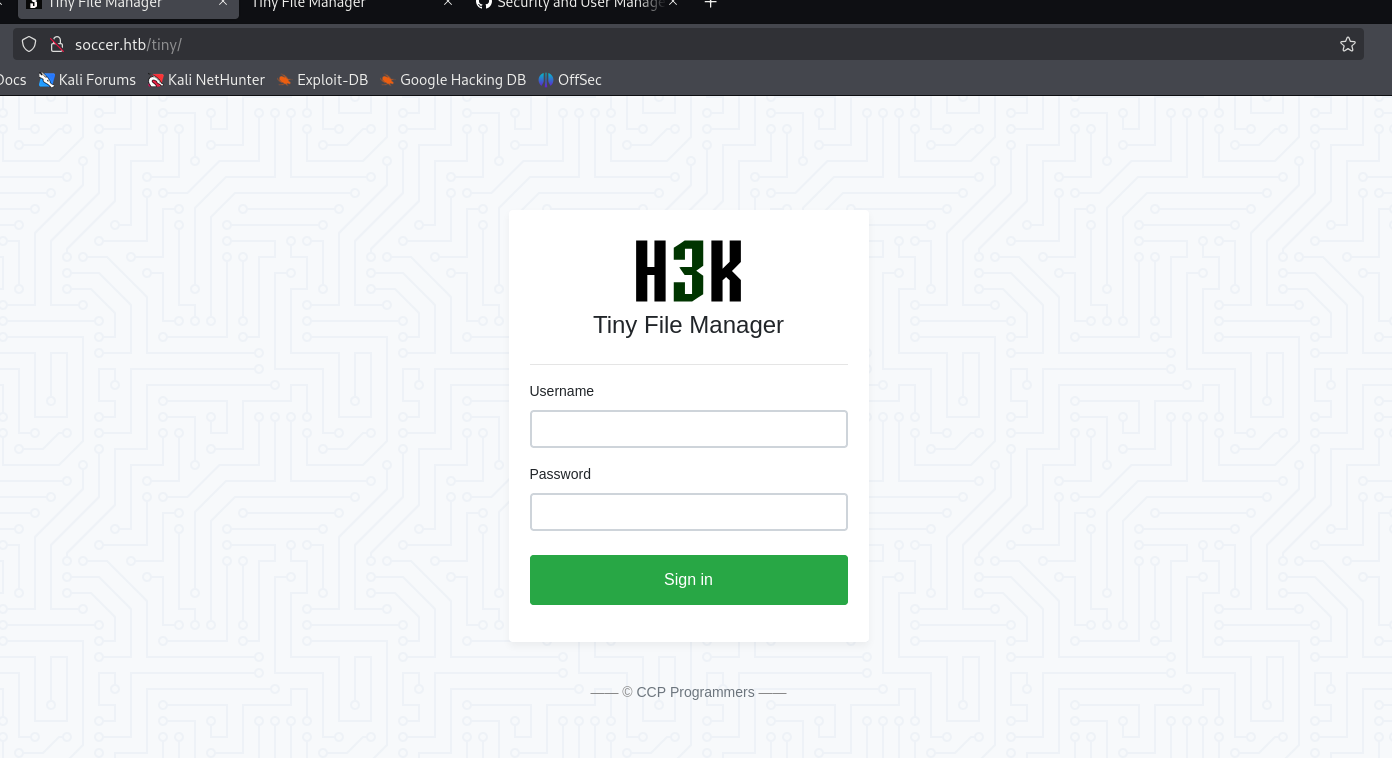 Tiny File Manager × Tiny File Manager × Security and User Manage × +
soccer.htb/tiny/
Docs Kali Forums Kali NetHunter Exploit-DB Google Hacking DB OffSec
H3K
Tiny File Manager
Username
Password
Sign in
—— © CCP Programmers ——